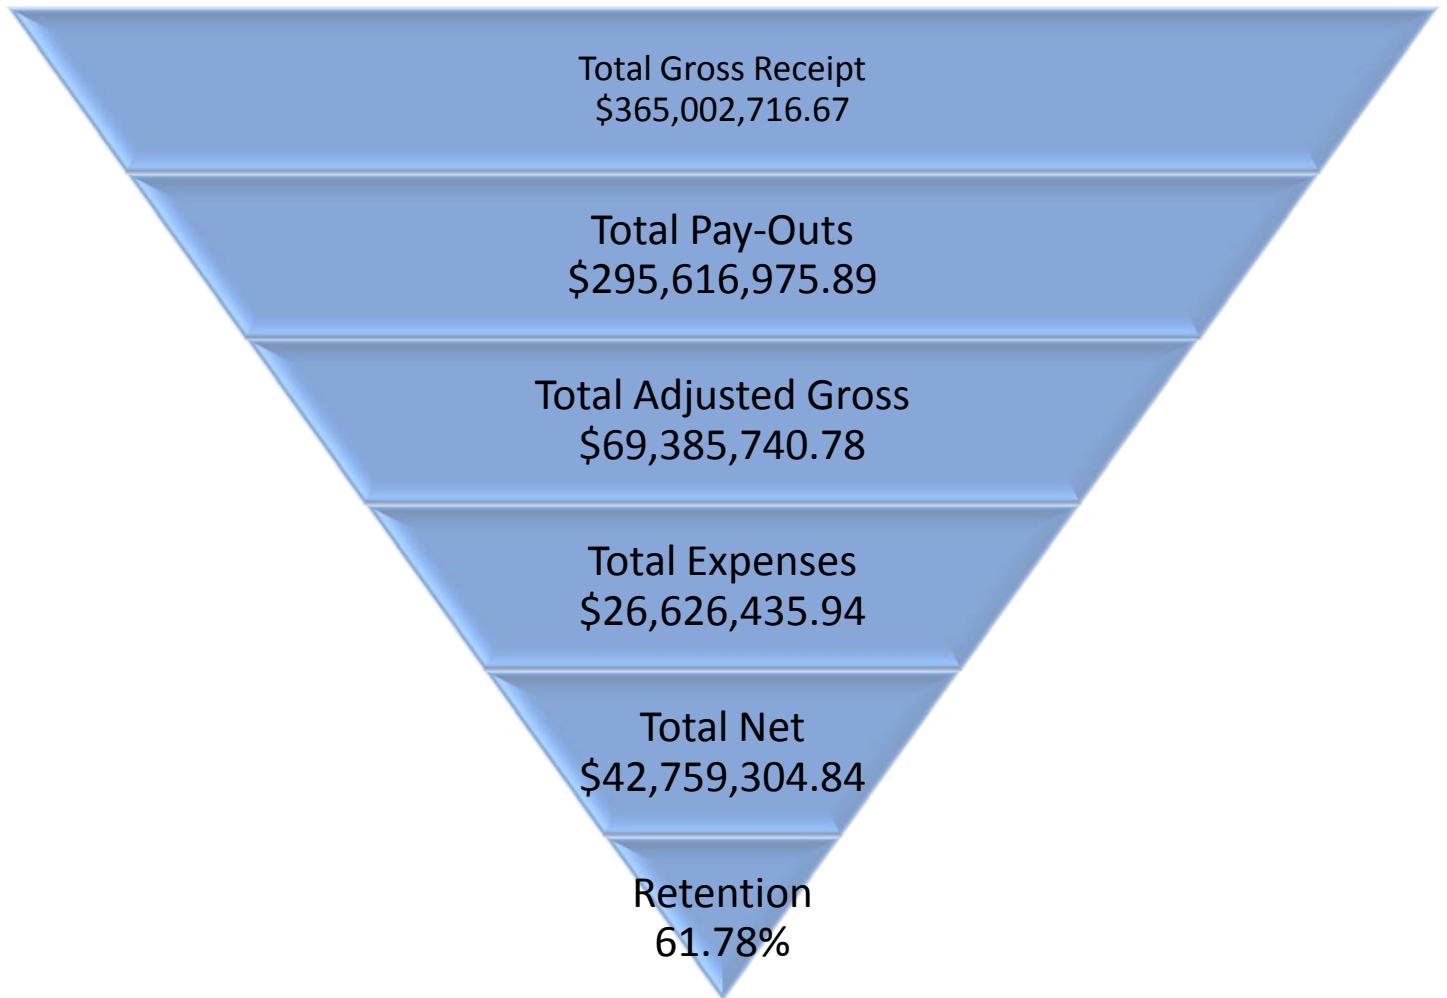 Total Gross Receipt
$365,002,716.67
Total Pay-Outs
$295,616,975.89
Total Adjusted Gross
$69,385,740.78
Total Expenses
$26,626,435.94
Total Net
$42,759,304.84
Retention
61.78%